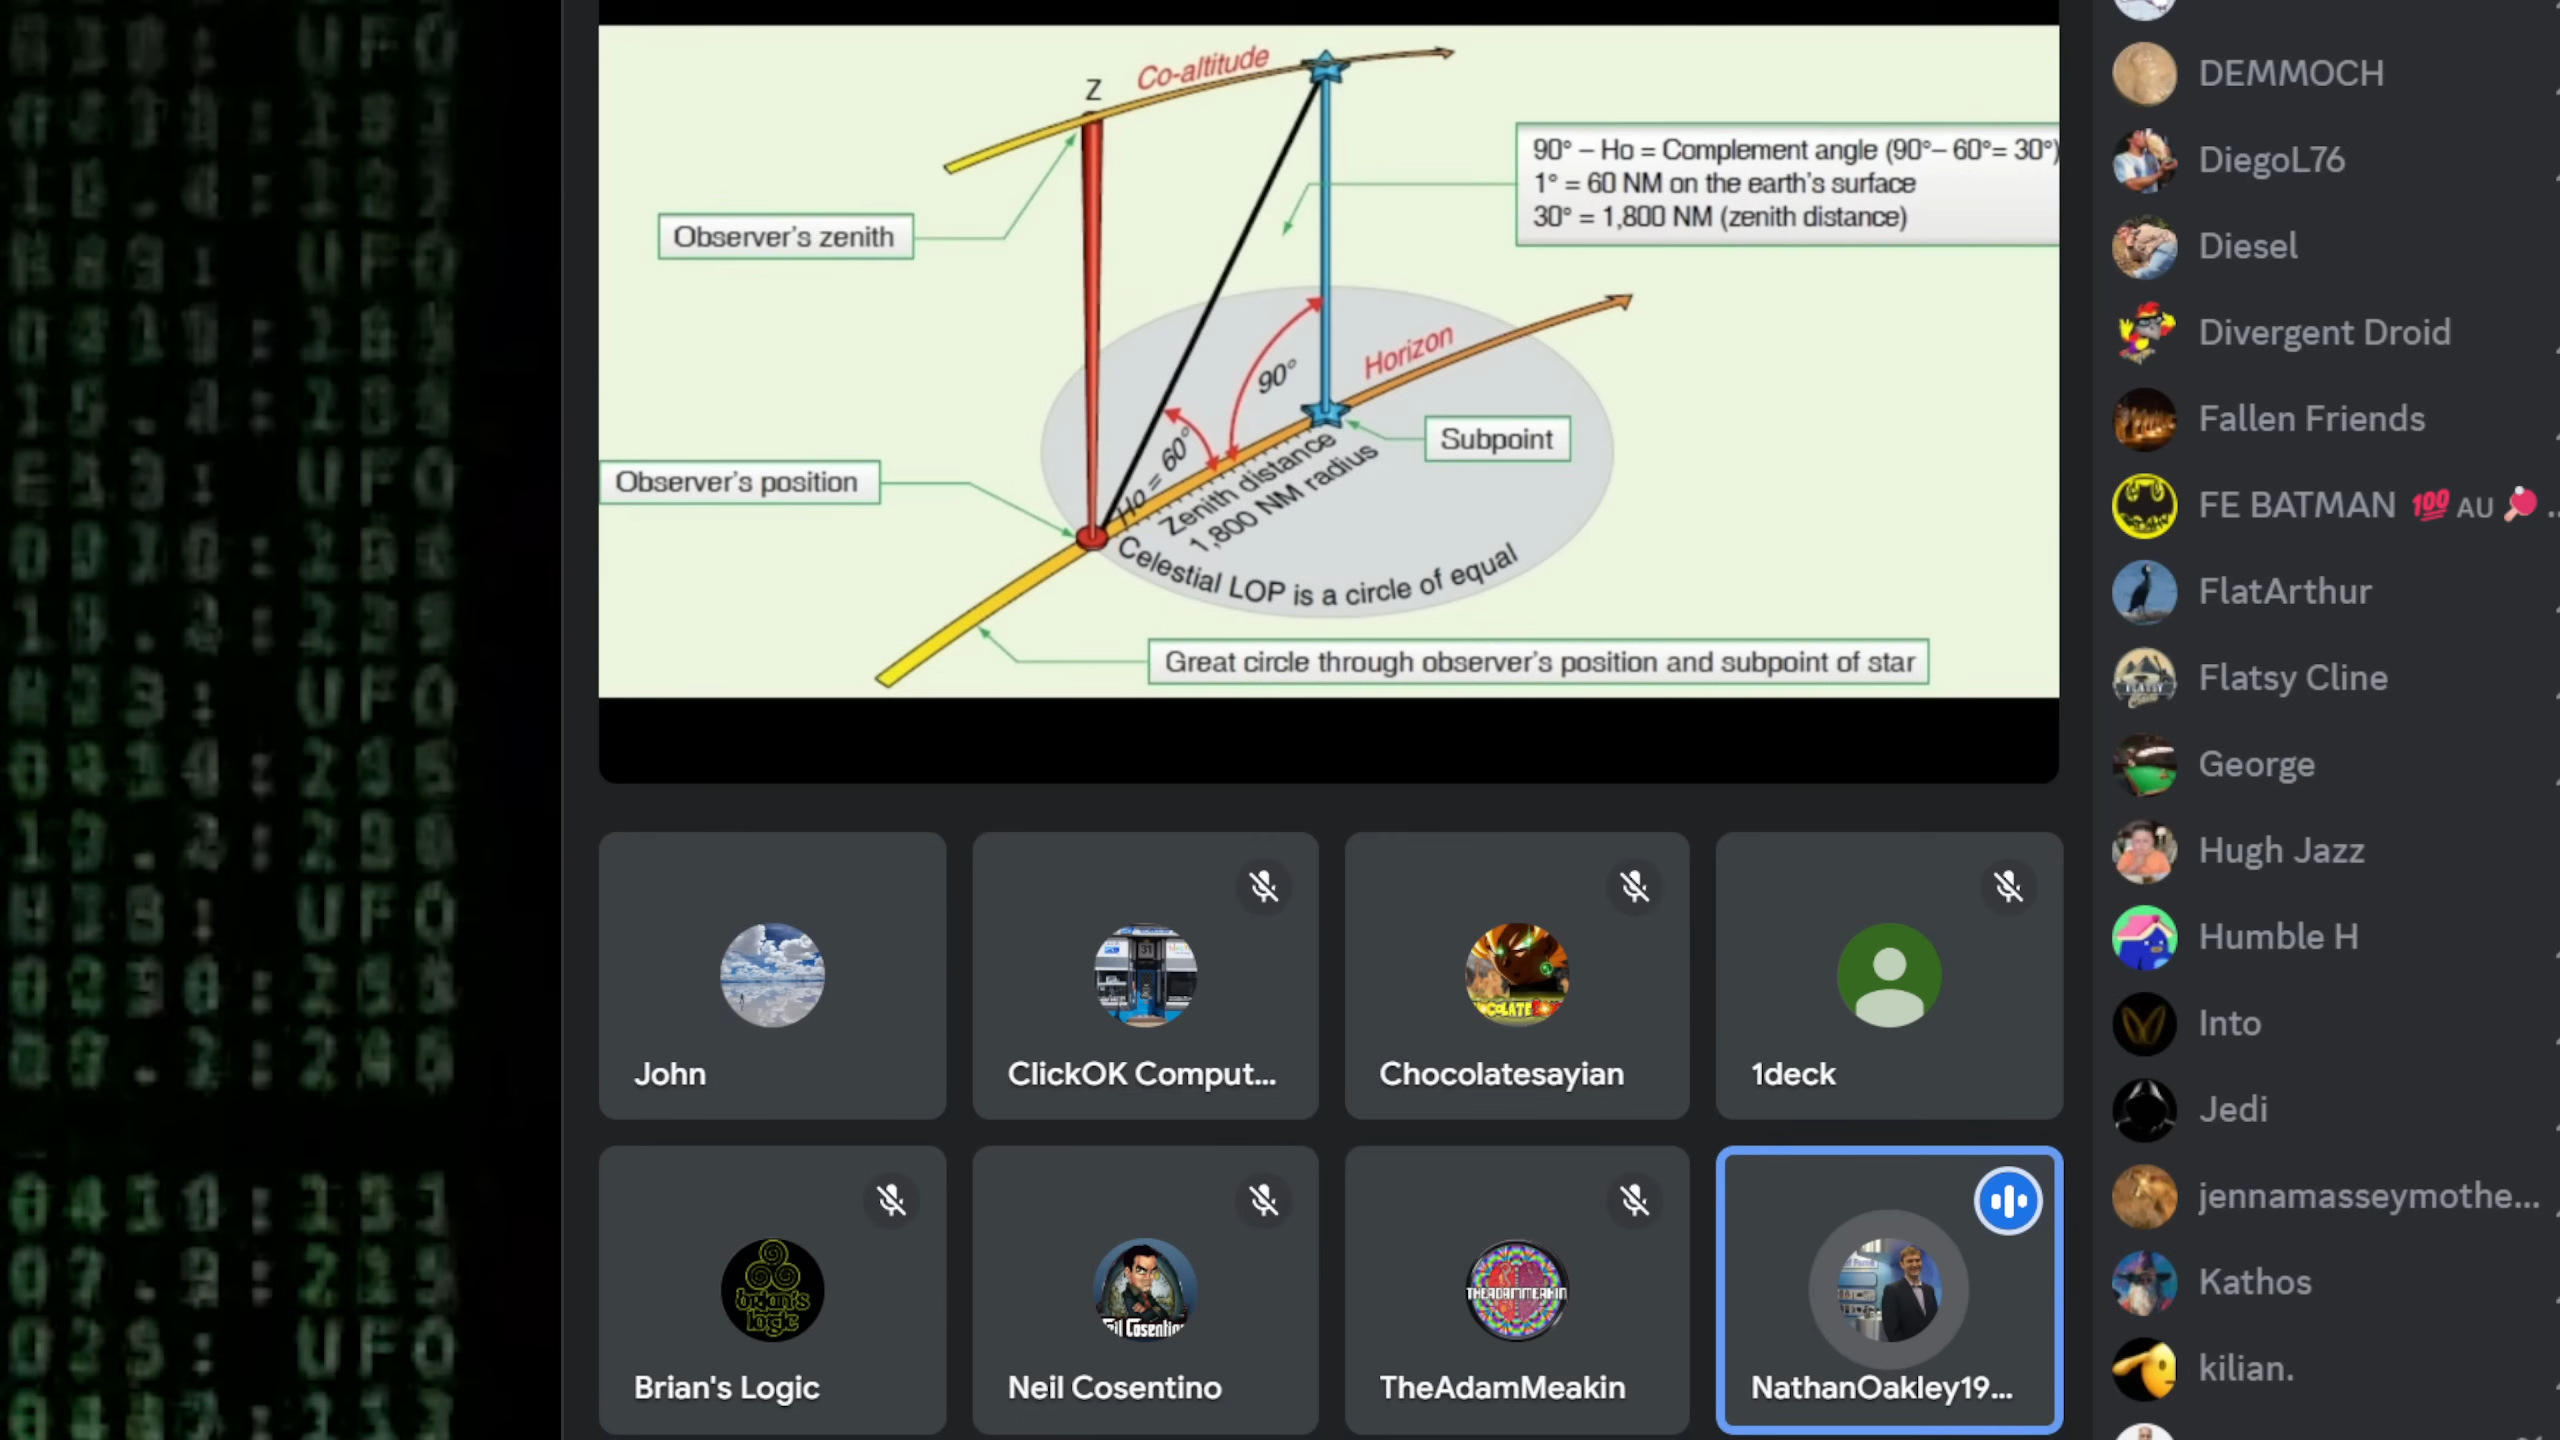 Co-altitude
Z
90° – Ho = Complement angle (90°– 60°= 30°)
1° = 60 NM on the earth's surface
30° = 1,800 NM (zenith distance)
Observer's zenith
Horizon
90°
Subpoint
Ho = 60°
Zenith distance
1,800 NM radius
Observer's position
Celestial LOP is a circle of equal
Great circle through observer's position and subpoint of star
John
ClickOK Comput...
Chocolatesayian
1deck
Brian's Logic
Neil Cosentino
TheAdamMeakin
NathanOakley19...
DEMMOCH
DiegoL76
Diesel
Divergent Droid
Fallen Friends
FE BATMAN 💯 AU 🏓 ...
FlatArthur
Flatsy Cline
George
Hugh Jazz
Humble H
Into
Jedi
jennamasseymothe...
Kathos
kilian.
31
brian's
logic
THEADAMMEAKIN
UFO
UFO
UFO
UFO
UFO
UFO